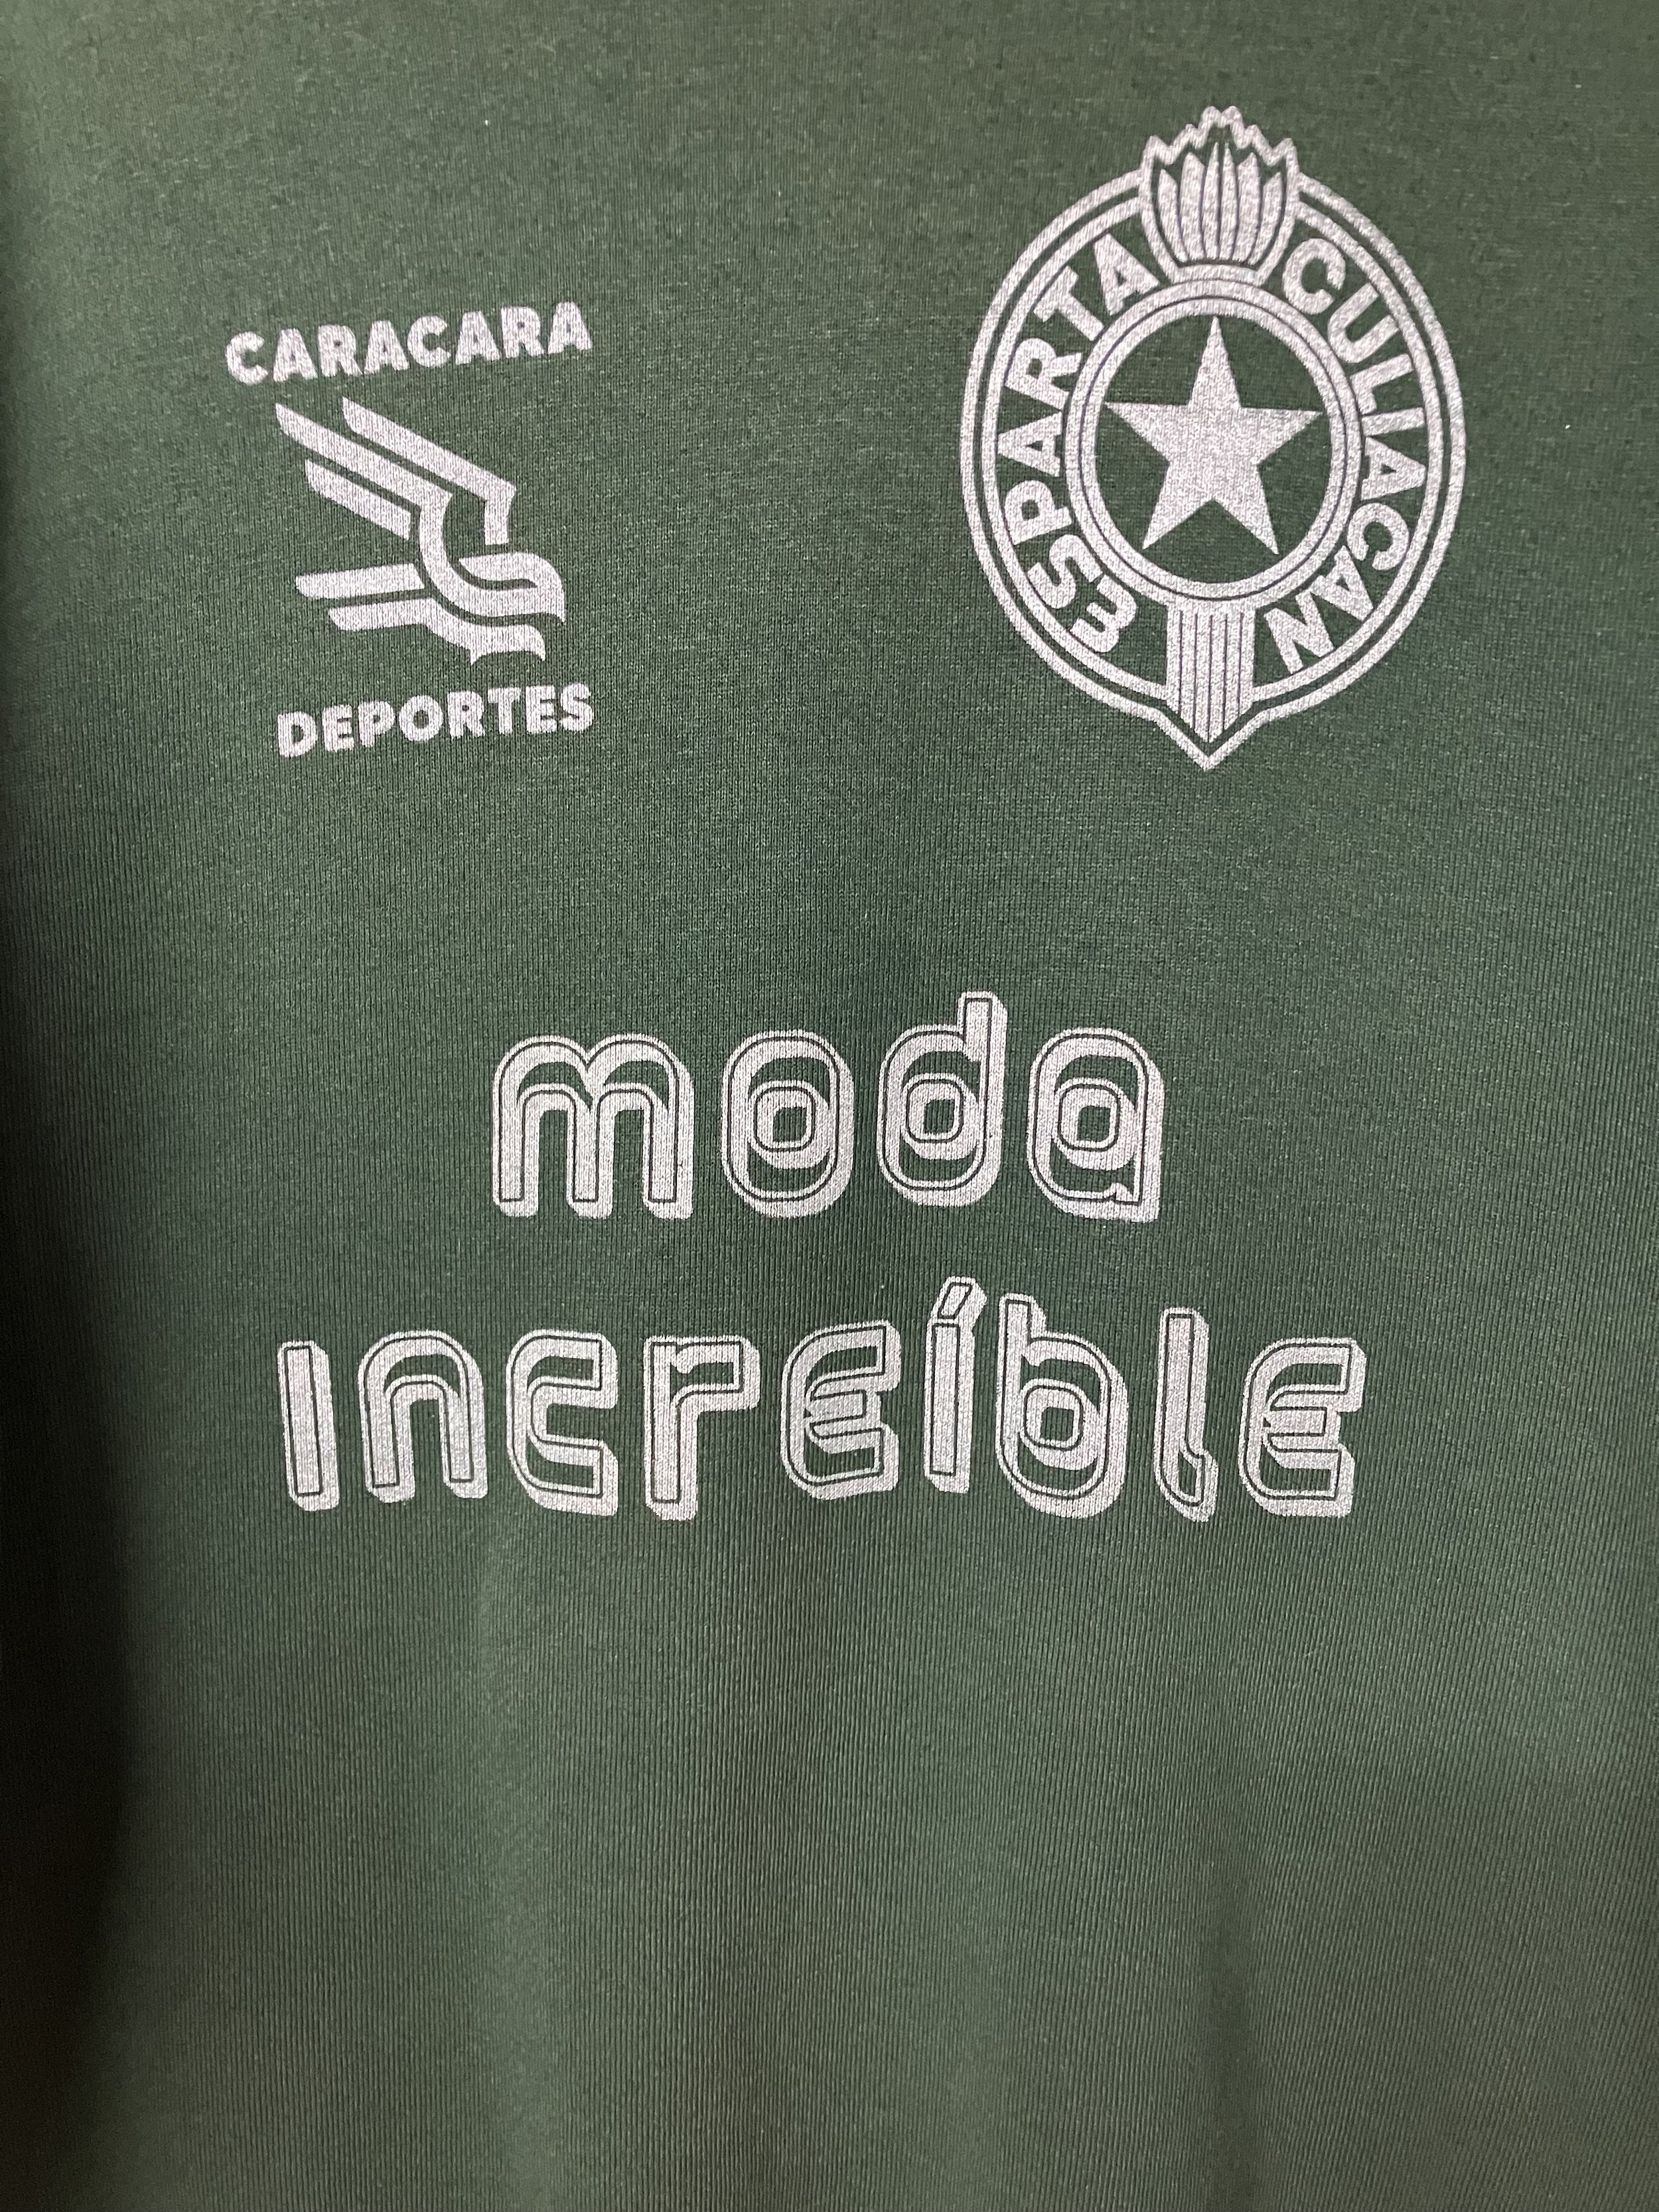 CARACARA
DEPORTES
ESPARTA CULIACAN
moda
increíble